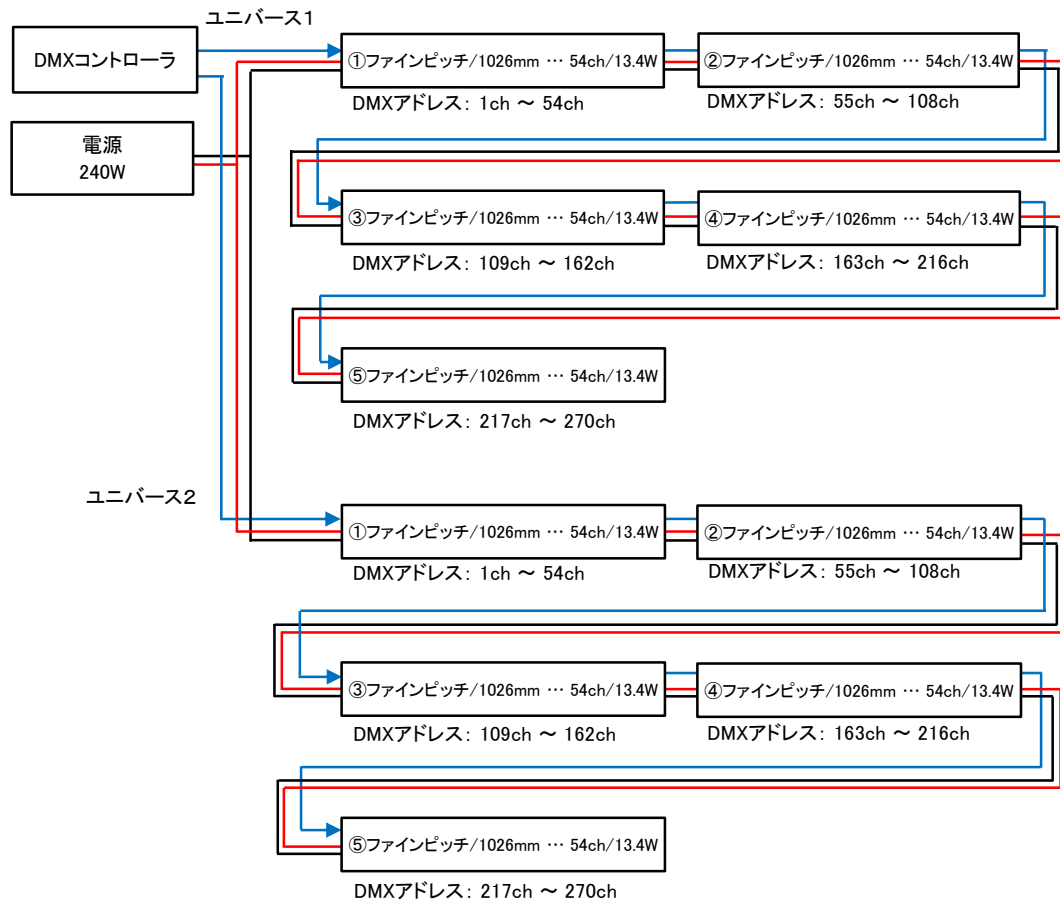 ユニバース1
DMXコントローラ
電源
240W
①ファインピッチ/1026mm … 54ch/13.4W
DMXアドレス: 1ch ~ 54ch
②ファインピッチ/1026mm … 54ch/13.4W
DMXアドレス: 55ch ~ 108ch
③ファインピッチ/1026mm … 54ch/13.4W
DMXアドレス: 109ch ~ 162ch
④ファインピッチ/1026mm … 54ch/13.4W
DMXアドレス: 163ch ~ 216ch
⑤ファインピッチ/1026mm … 54ch/13.4W
DMXアドレス: 217ch ~ 270ch
ユニバース2
①ファインピッチ/1026mm … 54ch/13.4W
DMXアドレス: 1ch ~ 54ch
②ファインピッチ/1026mm … 54ch/13.4W
DMXアドレス: 55ch ~ 108ch
③ファインピッチ/1026mm … 54ch/13.4W
DMXアドレス: 109ch ~ 162ch
④ファインピッチ/1026mm … 54ch/13.4W
DMXアドレス: 163ch ~ 216ch
⑤ファインピッチ/1026mm … 54ch/13.4W
DMXアドレス: 217ch ~ 270ch